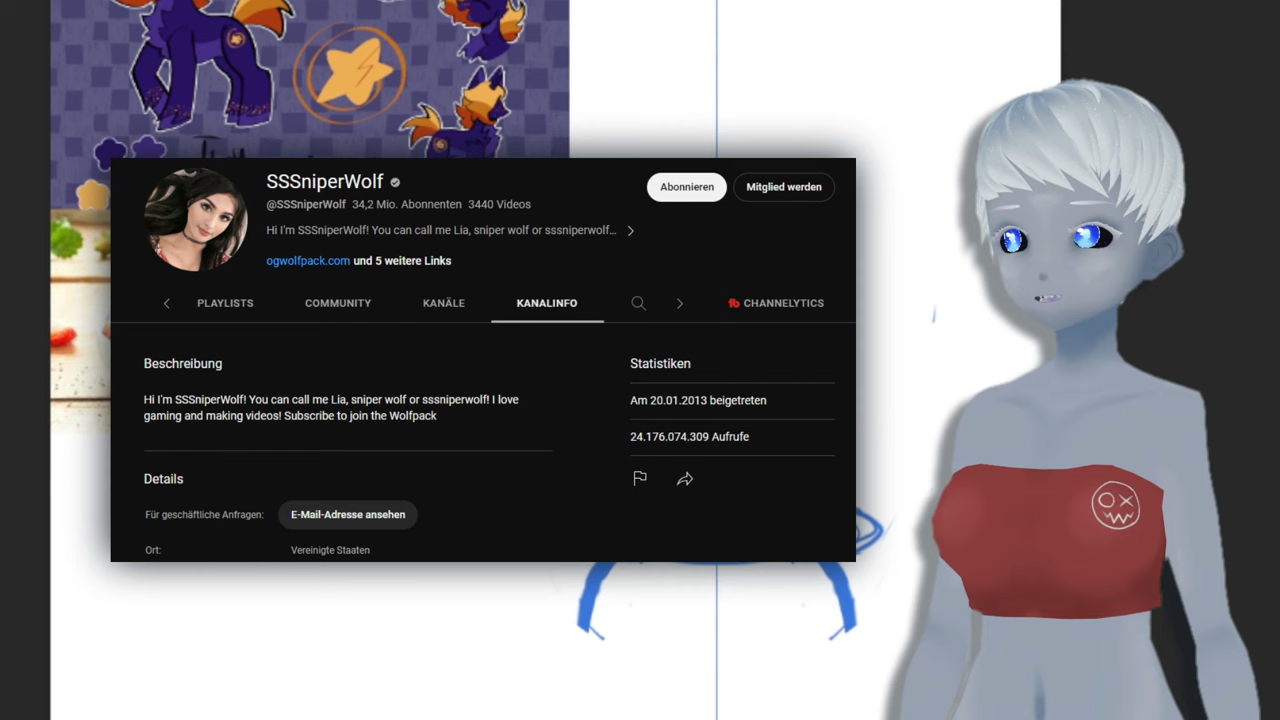 SSSniperWolf
Abonnieren
Mitglied werden
@SSSniperWolf 34,2 Mio. Abonnenten 3440 Videos
Hi I'm SSSniperWolf! You can call me Lia, sniper wolf or sssniperwolf...
ogwolfpack.com und 5 weitere Links
PLAYLISTS COMMUNITY KANÄLE KANALINFO CHANNELYTICS
Beschreibung
Hi I'm SSSniperWolf! You can call me Lia, sniper wolf or sssniperwolf! I love
gaming and making videos! Subscribe to join the Wolfpack
Statistiken
Am 20.01.2013 beigetreten
24.176.074.309 Aufrufe
Details
Für geschäftliche Anfragen: E-Mail-Adresse ansehen
Ort: Vereinigte Staaten